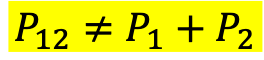 P₁₂ ≠ P₁ + P₂